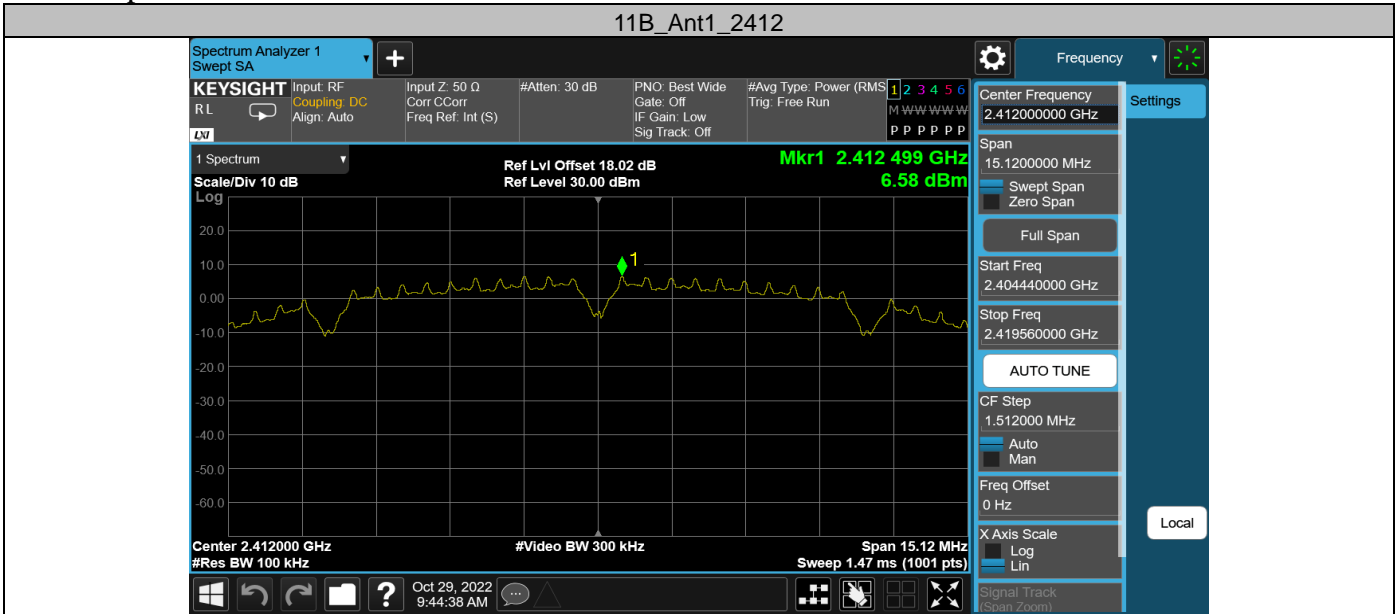 11B_Ant1_2412
Spectrum Analyzer 1
Swept SA
+
Frequency
KEYSIGHT
RL
LXI
Input: RF
Coupling: DC
Align: Auto
Input Z: 50 Ω
Corr CCorr
Freq Ref: Int (S)
#Atten: 30 dB
PNO: Best Wide
Gate: Off
IF Gain: Low
Sig Track: Off
#Avg Type: Power (RMS
Trig: Free Run
1 2 3 4 5 6
M W W W W W
P P P P P P
1 Spectrum
Scale/Div 10 dB
Log
Ref Lvl Offset 18.02 dB
Ref Level 30.00 dBm
Mkr1 2.412 499 GHz
6.58 dBm
20.0
10.0
0.00
-10.0
-20.0
-30.0
-40.0
-50.0
-60.0
1
Center 2.412000 GHz
#Res BW 100 kHz
#Video BW 300 kHz
Span 15.12 MHz
Sweep 1.47 ms (1001 pts)
Center Frequency
2.412000000 GHz
Settings
Span
15.1200000 MHz
Swept Span
Zero Span
Full Span
Start Freq
2.404440000 GHz
Stop Freq
2.419560000 GHz
AUTO TUNE
CF Step
1.512000 MHz
Auto
Man
Freq Offset
0 Hz
X Axis Scale
Log
Lin
Local
Signal Track
(Span Zoom)
?
Oct 29, 2022
9:44:38 AM